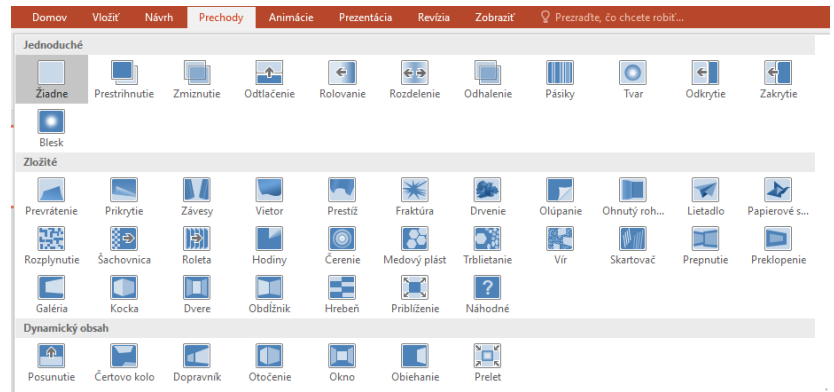 Domov Vložiť Návrh Prechody Animácie Prezentácia Revízia Zobraziť Prezraďte, čo chcete robiť...
Jednoduché
Žiadne Prestrihnutie Zmiznutie Odtlačenie Rolovanie Rozdelenie Odhalenie Pásiky Tvar Odkrytie Zakrytie
Blesk
Zložité
Prevrátenie Prikrytie Závesy Vietor Prestíž Fraktúra Drvenie Olúpanie Ohnutý roh... Lietadlo Papierové s...
Rozplynutie Šachovnica Roleta Hodiny Čerenie Medový plást Trblietanie Vír Skartovač Prepnutie Preklopenie
Galéria Kocka Dvere Obdĺžnik Hrebeň Priblíženie Náhodné
Dynamický obsah
Posunutie Čertovo kolo Dopravník Otočenie Okno Obiehanie Prelet